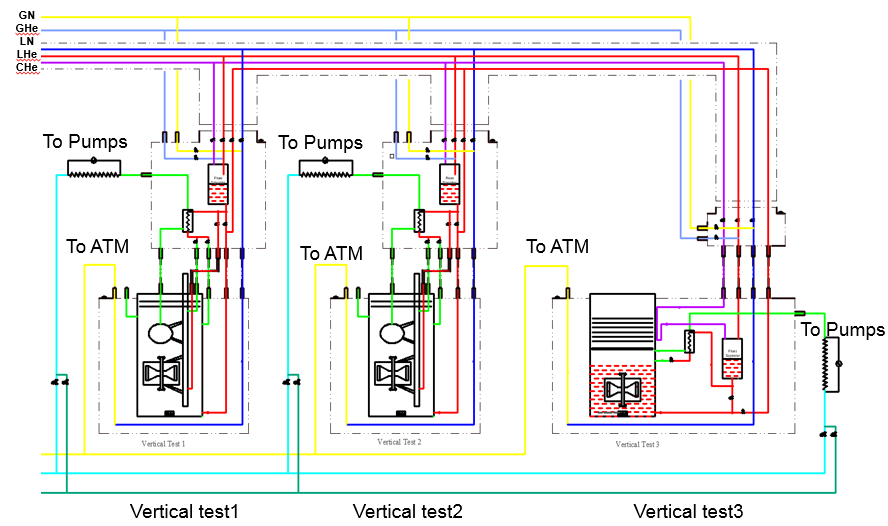 GN
GHe
LN
LHe
CHe
To Pumps
To Pumps
To ATM
To ATM
To ATM
To Pumps
Vertical Test 1
Vertical Test 2
Vertical Test 3
Vertical test1
Vertical test2
Vertical test3